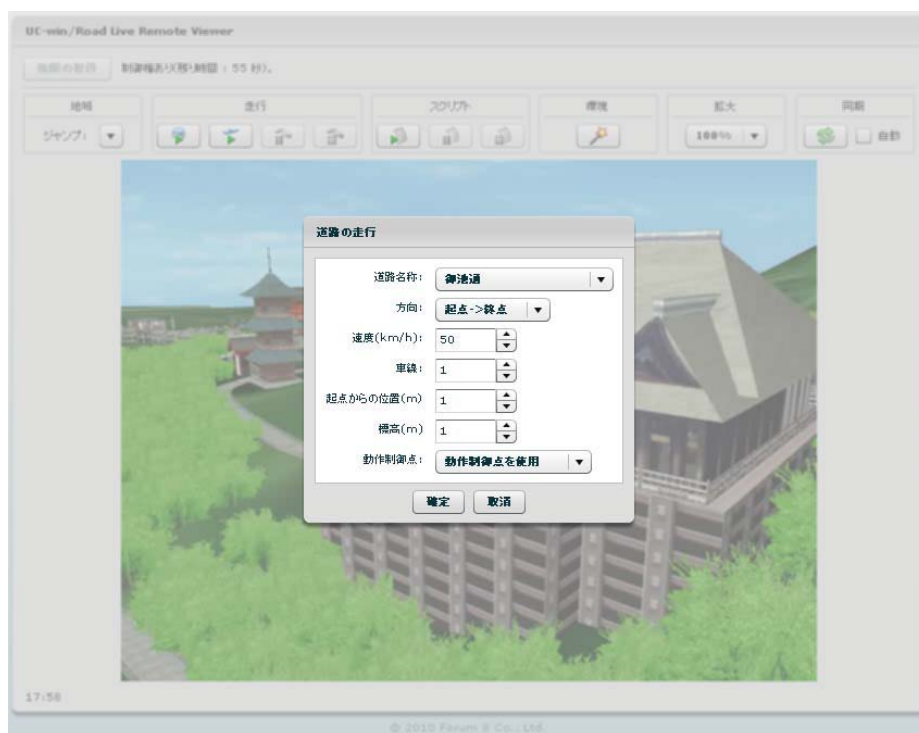 UC-win/Road Live Remote Viewer
権限の取得 制御権あり(残り時間 : 55 秒)。
地域 走行 スクリプト 環境 拡大 同期
ジャンプ: 100% 自動
道路の走行
道路名称: 御池通
方向: 起点->終点
速度(km/h): 50
車線: 1
起点からの位置(m) 1
標高(m) 1
動作制御点: 動作制御点を使用
確定 取消
17:58
© 2010 Forum 8 Co., Ltd.